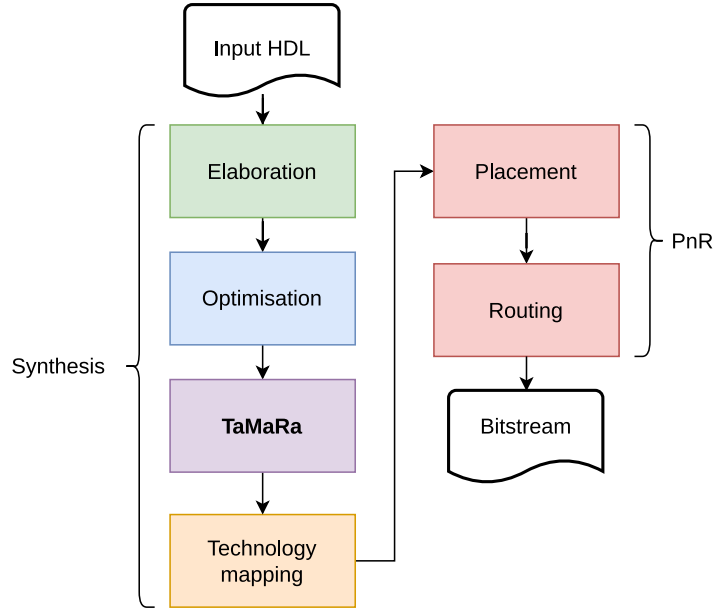 Input HDL
Elaboration
Optimisation
Synthesis
TaMaRa
Technology
mapping
Placement
PnR
Routing
Bitstream